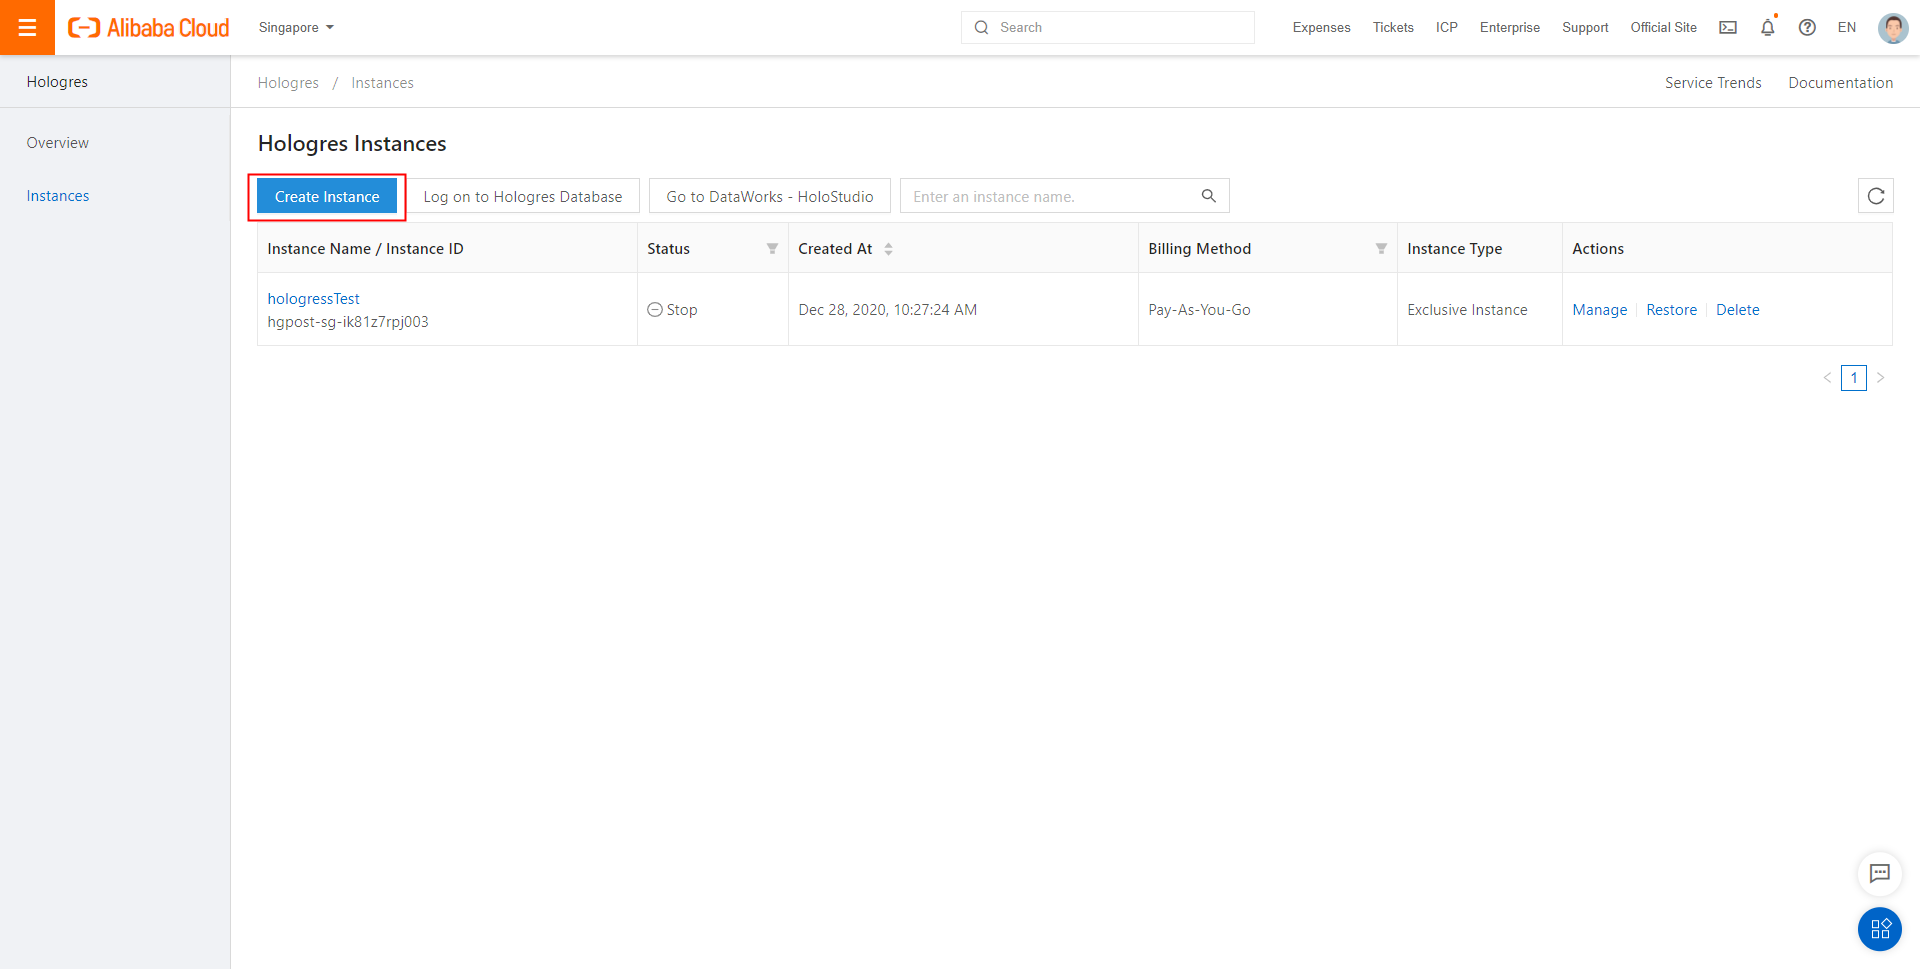 Alibaba Cloud
Singapore
Search
Expenses
Tickets
ICP
Enterprise
Support
Official Site
EN
Hologres
Hologres / Instances
Service Trends
Documentation
Overview
Instances
Hologres Instances
Create Instance
Log on to Hologres Database
Go to DataWorks - HoloStudio
Enter an instance name.
Instance Name / Instance ID
Status
Created At
Billing Method
Instance Type
Actions
hologressTest
hgpost-sg-ik81z7rpj003
Stop
Dec 28, 2020, 10:27:24 AM
Pay-As-You-Go
Exclusive Instance
Manage
Restore
Delete
< 1 >